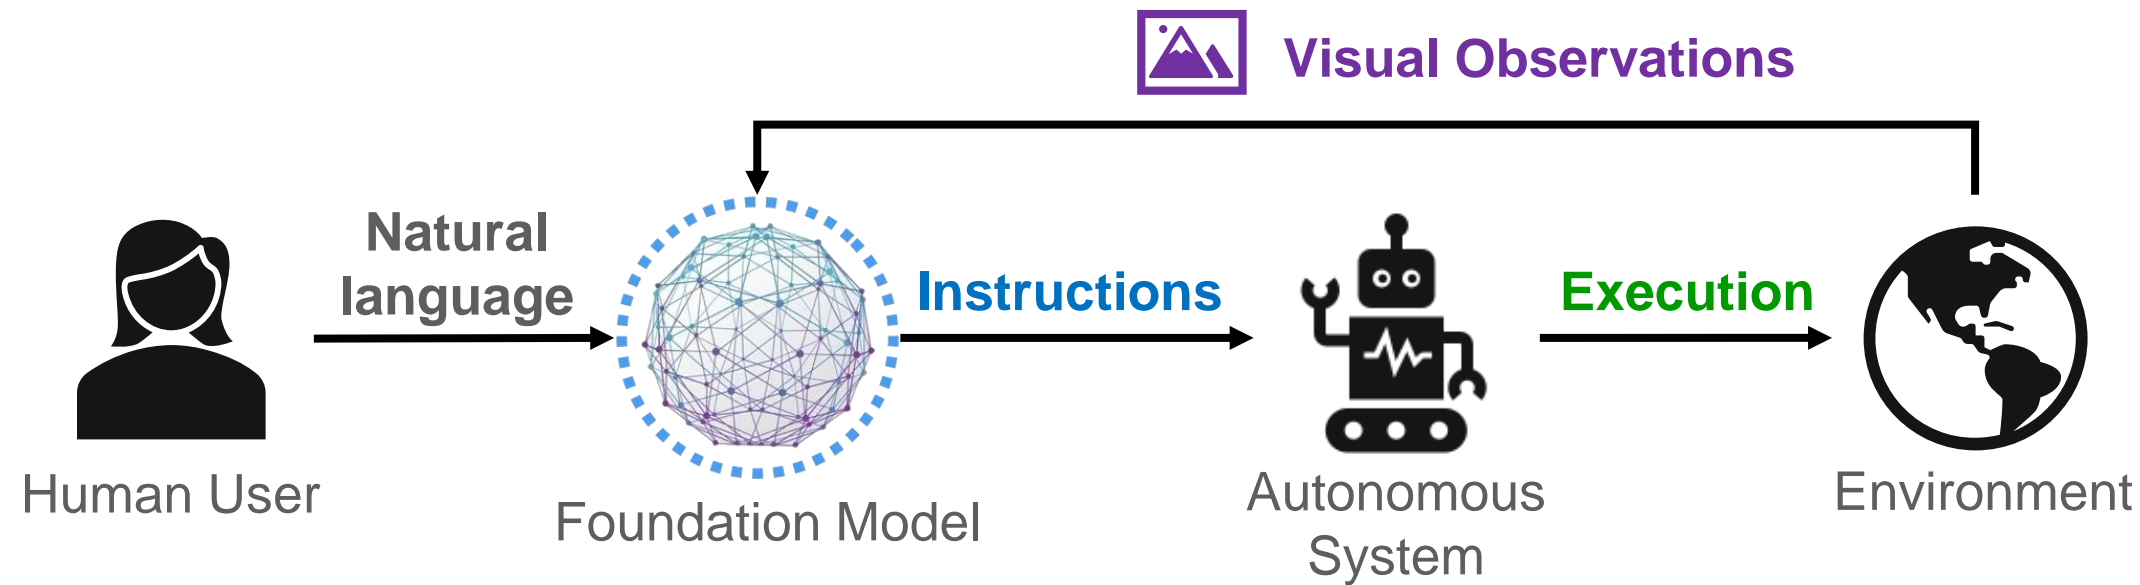 Visual Observations
Natural
language
Instructions
Execution
Human User
Foundation Model
Autonomous
System
Environment